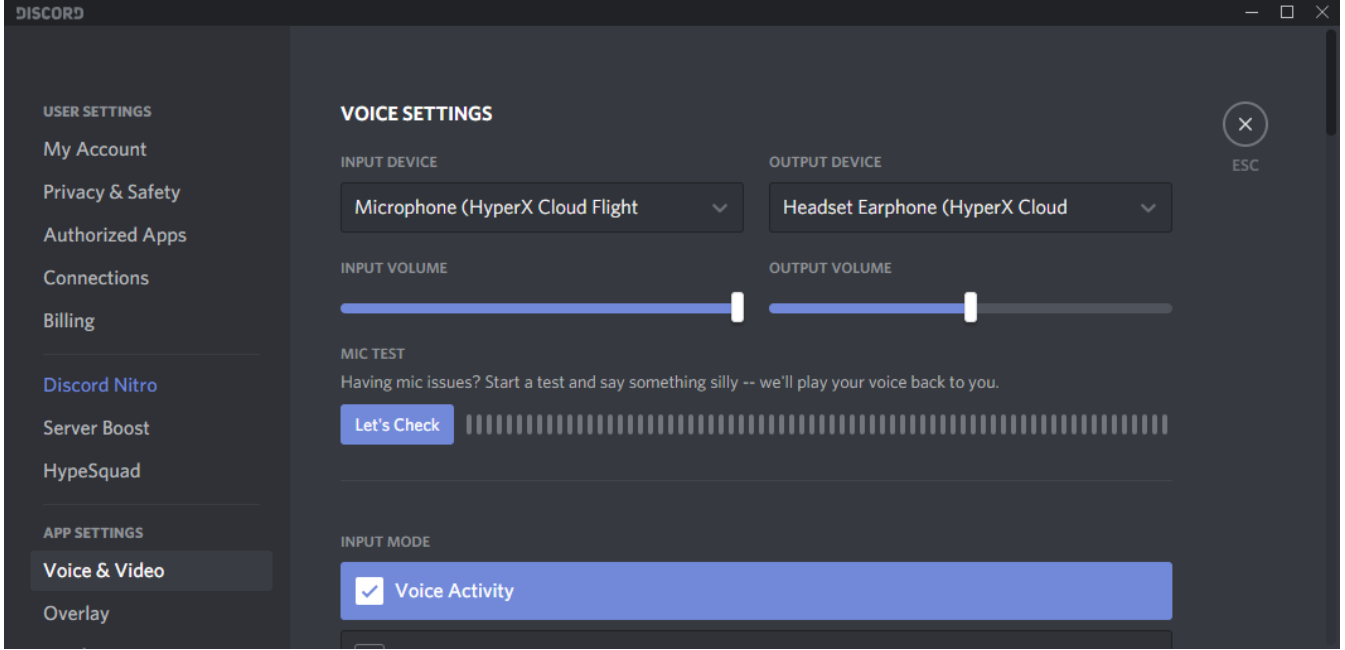 DISCORD
USER SETTINGS
My Account
Privacy & Safety
Authorized Apps
Connections
Billing
Discord Nitro
Server Boost
HypeSquad
APP SETTINGS
Voice & Video
Overlay
VOICE SETTINGS
INPUT DEVICE
Microphone (HyperX Cloud Flight
OUTPUT DEVICE
Headset Earphone (HyperX Cloud
INPUT VOLUME
OUTPUT VOLUME
MIC TEST
Having mic issues? Start a test and say something silly -- we'll play your voice back to you.
Let's Check
INPUT MODE
Voice Activity
ESC